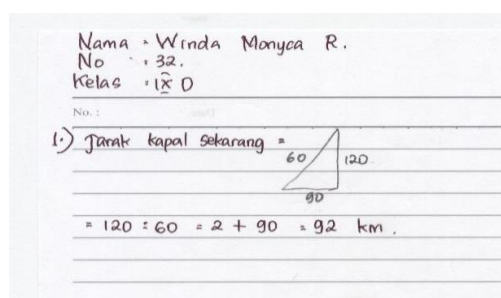 Nama : Winda Monyca R.
No : 32.
Kelas : IX D
No. :
1.) Jarak kapal sekarang =
60
120
90
= 120 : 60 = 2 + 90 = 92 km.